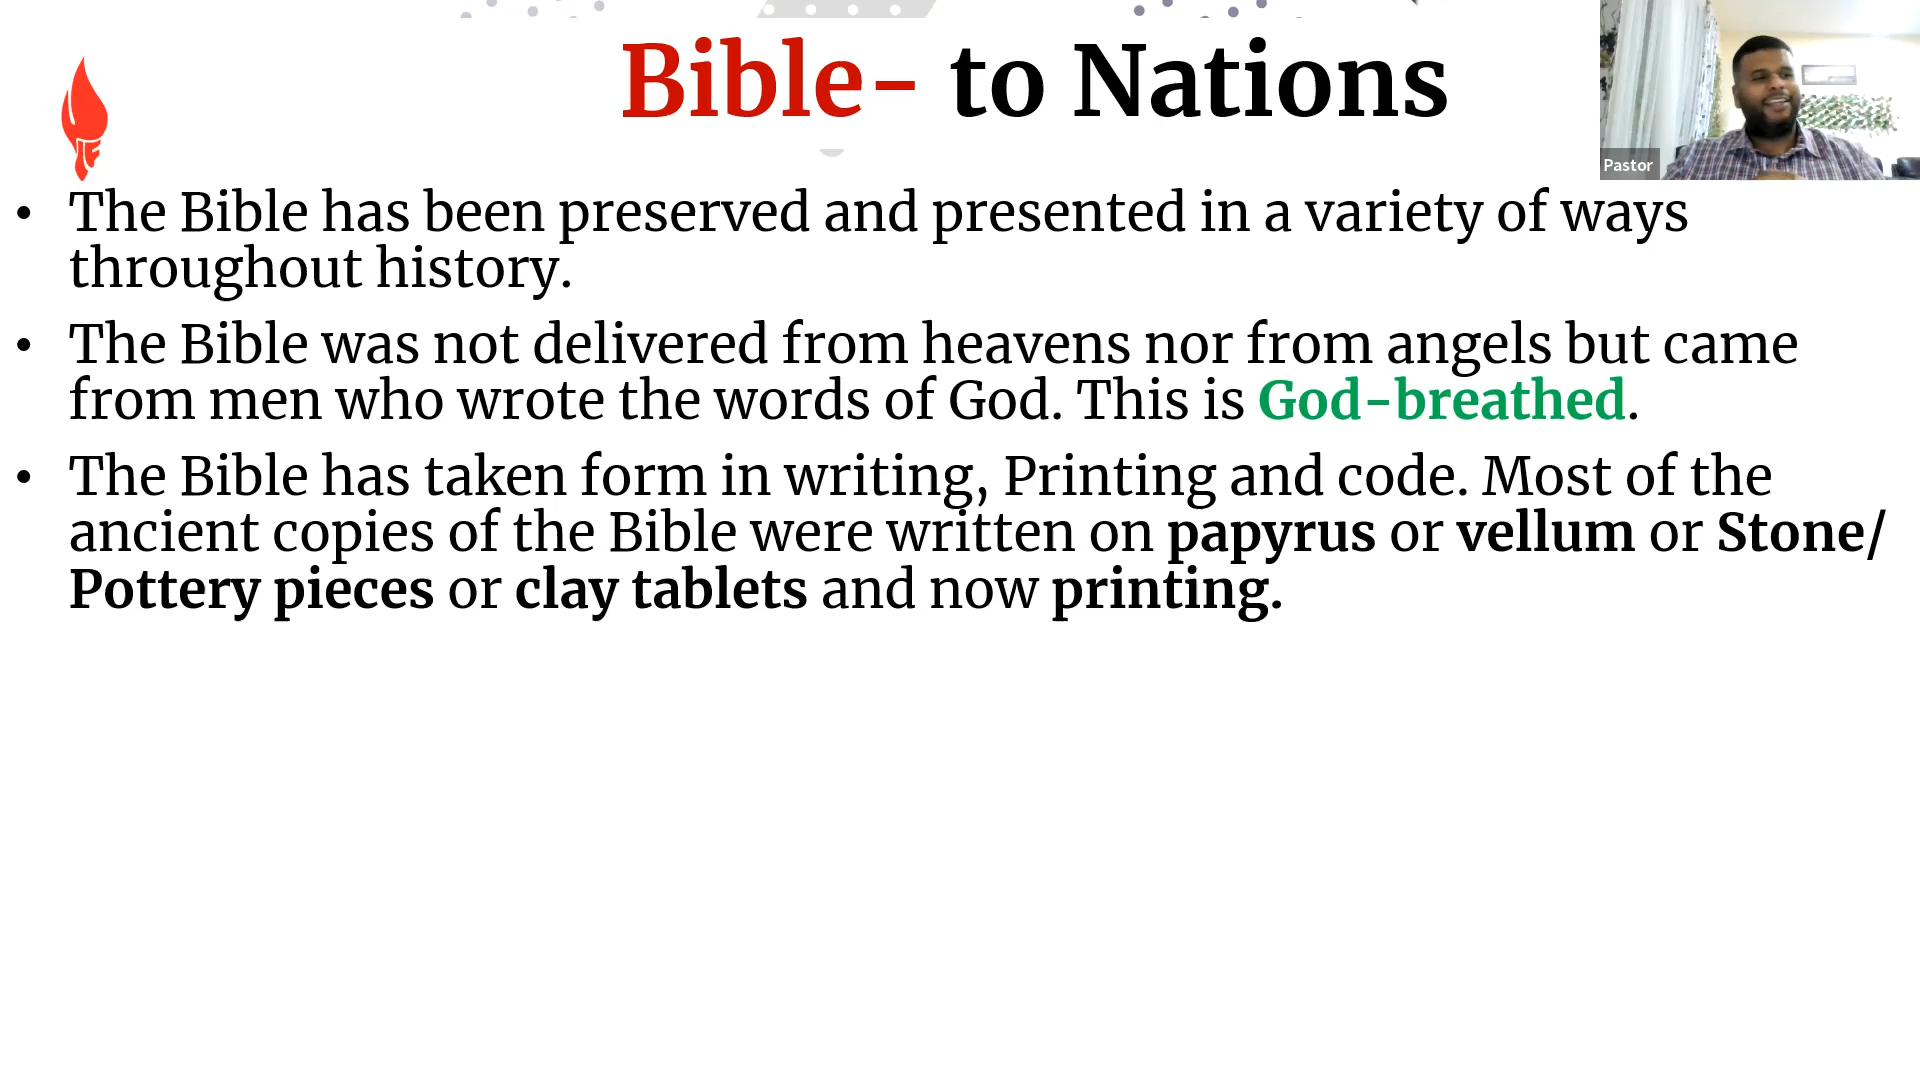 Bible- to Nations
Pastor
• The Bible has been preserved and presented in a variety of ways
throughout history.
• The Bible was not delivered from heavens nor from angels but came
from men who wrote the words of God. This is God-breathed.
• The Bible has taken form in writing, Printing and code. Most of the
ancient copies of the Bible were written on papyrus or vellum or Stone/
Pottery pieces or clay tablets and now printing.